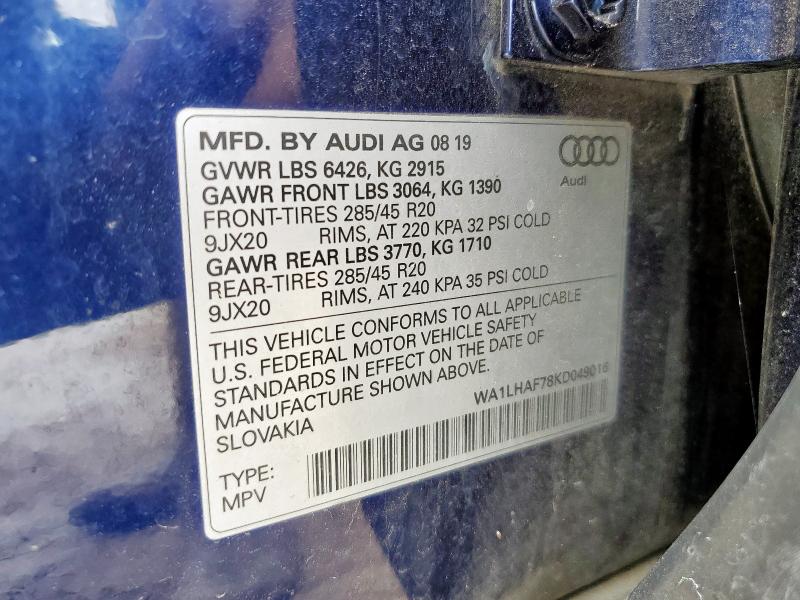 MFD. BY AUDI AG 08 19
Audi
GVWR LBS 6426, KG 2915
GAWR FRONT LBS 3064, KG 1390
FRONT-TIRES 285/45 R20
9JX20 RIMS, AT 220 KPA 32 PSI COLD
GAWR REAR LBS 3770, KG 1710
REAR-TIRES 285/45 R20
9JX20 RIMS, AT 240 KPA 35 PSI COLD
THIS VEHICLE CONFORMS TO ALL APPLICABLE
U.S. FEDERAL MOTOR VEHICLE SAFETY
STANDARDS IN EFFECT ON THE DATE OF
MANUFACTURE SHOWN ABOVE.
SLOVAKIA
WA1LHAF78KD049016
TYPE:
MPV